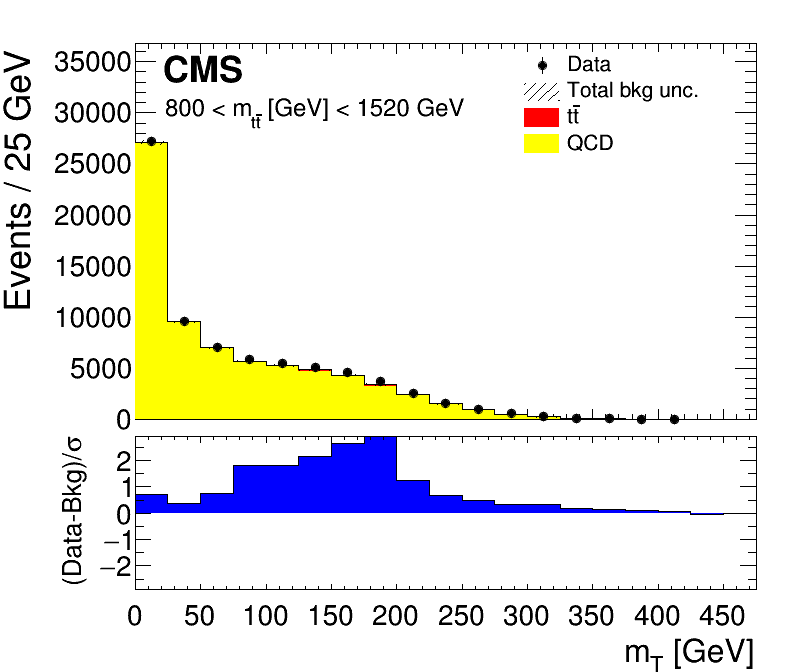 CMS
800 < m_tt̄ [GeV] < 1520 GeV
Data
Total bkg unc.
tt̄
QCD
Events / 25 GeV
35000
30000
25000
20000
15000
10000
5000
0
(Data-Bkg)/σ
2
1
0
−1
−2
0 50 100 150 200 250 300 350 400 450
m_T [GeV]